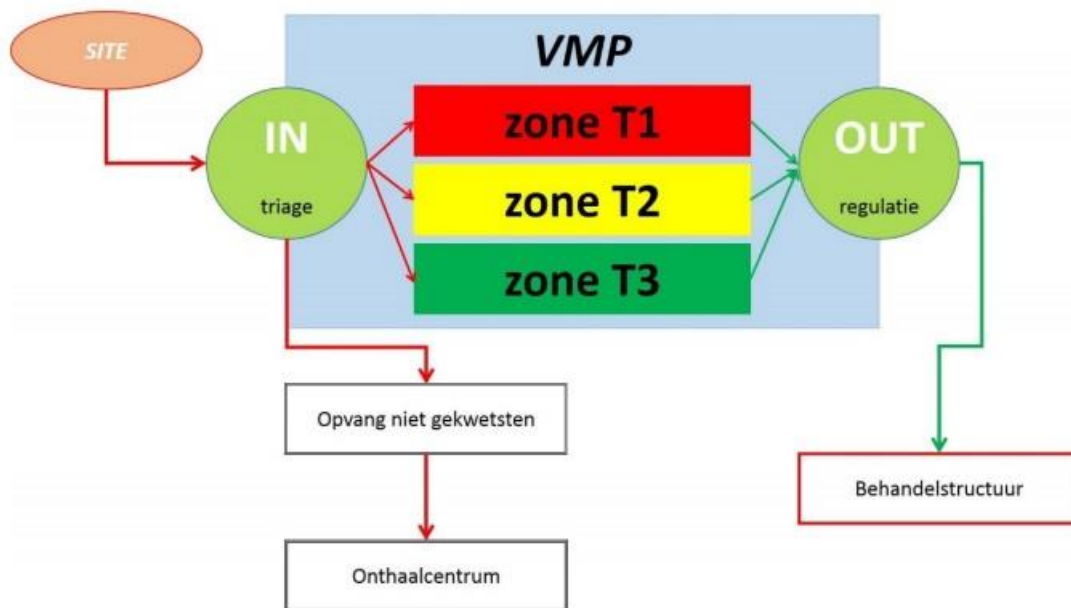 SITE
VMP
IN
triage
zone T1
zone T2
zone T3
OUT
regulatie
Opvang niet gekwetsten
Behandelstructuur
Onthaalcentrum